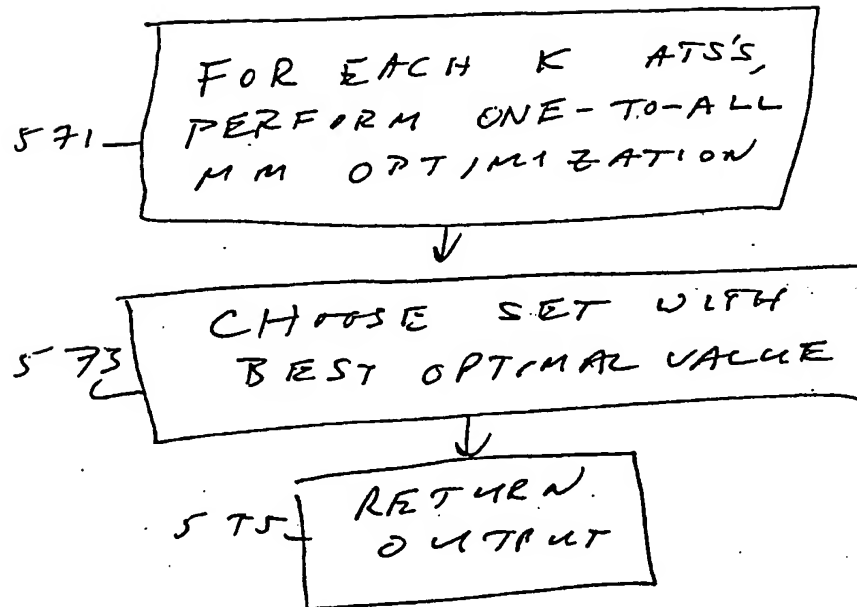 FOR EACH K ATS'S,
571 PERFORM ONE-TO-ALL
MM OPTIMIZATION
CHOOSE SET WITH
573 BEST OPTIMAL VALUE
RETURN
575 OUTPUT